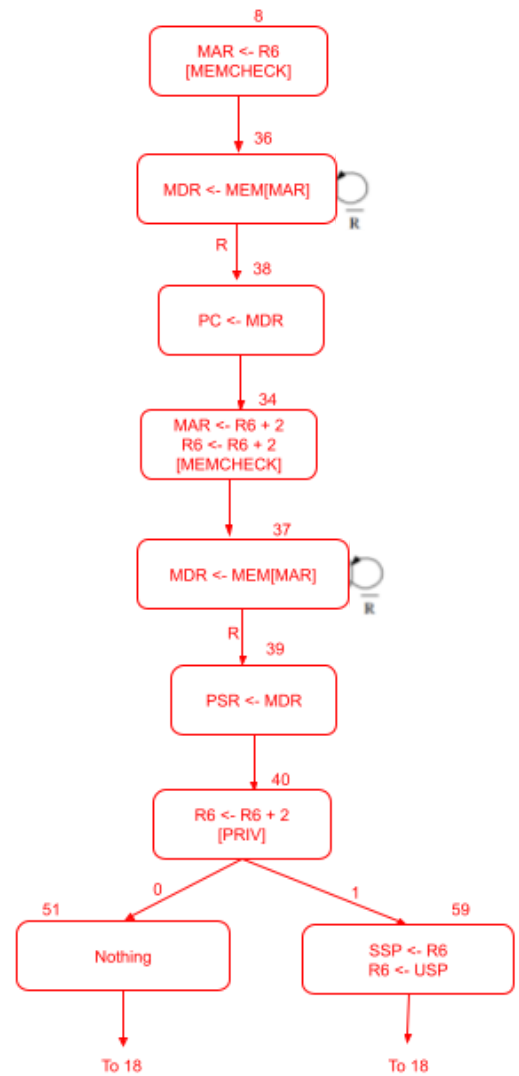 8
MAR <- R6
[MEMCHECK]
36
MDR <- MEM[MAR]
R
R
38
PC <- MDR
34
MAR <- R6 + 2
R6 <- R6 + 2
[MEMCHECK]
37
MDR <- MEM[MAR]
R
R
39
PSR <- MDR
40
R6 <- R6 + 2
[PRIV]
0
1
51
59
Nothing
SSP <- R6
R6 <- USP
To 18
To 18